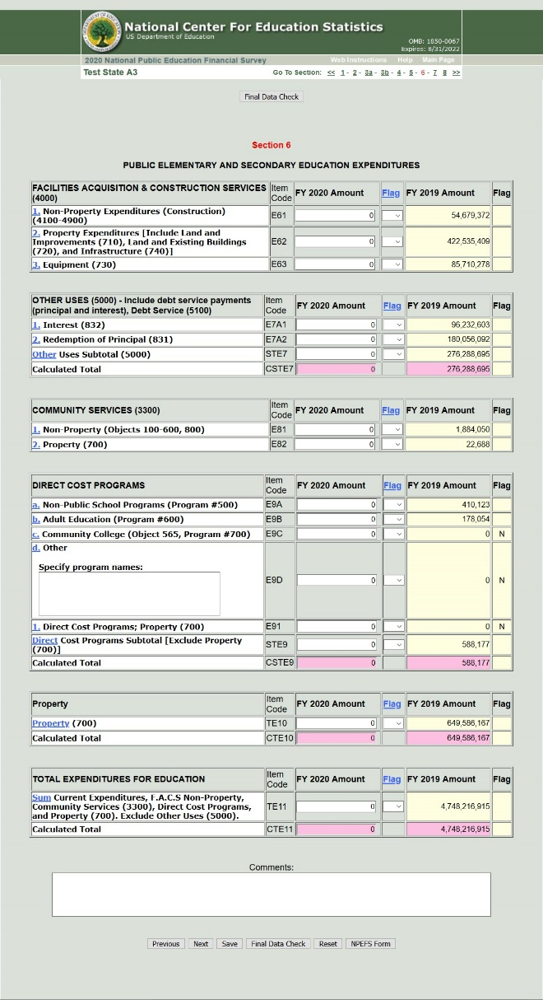 National Center For Education Statistics
US Department of Education
OMB: 1850-0067
Expires: 8/31/2022
2020 National Public Education Financial Survey Web Instructions Help Main Page
Test State A3 Go To Section: << 1 - 2 - 3a - 3b - 4 - 5 - 6 - 7 8 >>
Final Data Check
Section 6
PUBLIC ELEMENTARY AND SECONDARY EDUCATION EXPENDITURES
FACILITIES ACQUISITION & CONSTRUCTION SERVICES (4000) Item Code FY 2020 Amount Flag FY 2019 Amount Flag
1. Non-Property Expenditures (Construction) (4100-4900) E61 0 54,679,372
2. Property Expenditures [Include Land and Improvements (710), Land and Existing Buildings (720), and Infrastructure (740)] E62 0 422,535,409
3. Equipment (730) E63 0 85,710,278
OTHER USES (5000) - Include debt service payments (principal and interest), Debt Service (5100) Item Code FY 2020 Amount Flag FY 2019 Amount Flag
1. Interest (832) E7A1 0 96,232,603
2. Redemption of Principal (831) E7A2 0 180,056,092
Other Uses Subtotal (5000) STE7 0 276,288,695
Calculated Total CSTE7 0 276,288,695
COMMUNITY SERVICES (3300) Item Code FY 2020 Amount Flag FY 2019 Amount Flag
1. Non-Property (Objects 100-600, 800) E81 0 1,884,050
2. Property (700) E82 0 22,688
DIRECT COST PROGRAMS Item Code FY 2020 Amount Flag FY 2019 Amount Flag
a. Non-Public School Programs (Program #500) E9A 0 410,123
b. Adult Education (Program #600) E9B 0 178,054
c. Community College (Object 565, Program #700) E9C 0 0 N
d. Other
Specify program names:
E9D 0 0 N
1. Direct Cost Programs; Property (700) E91 0 0 N
Direct Cost Programs Subtotal [Exclude Property (700)] STE9 0 588,177
Calculated Total CSTE9 0 588,177
Property Item Code FY 2020 Amount Flag FY 2019 Amount Flag
Property (700) TE10 0 649,586,167
Calculated Total CTE10 0 649,586,167
TOTAL EXPENDITURES FOR EDUCATION Item Code FY 2020 Amount Flag FY 2019 Amount Flag
Sum Current Expenditures, F.A.C.S Non-Property, Community Services (3300), Direct Cost Programs, and Property (700). Exclude Other Uses (5000). TE11 0 4,748,216,915
Calculated Total CTE11 0 4,748,216,915
Comments:
Previous Next Save Final Data Check Reset NPEFS Form